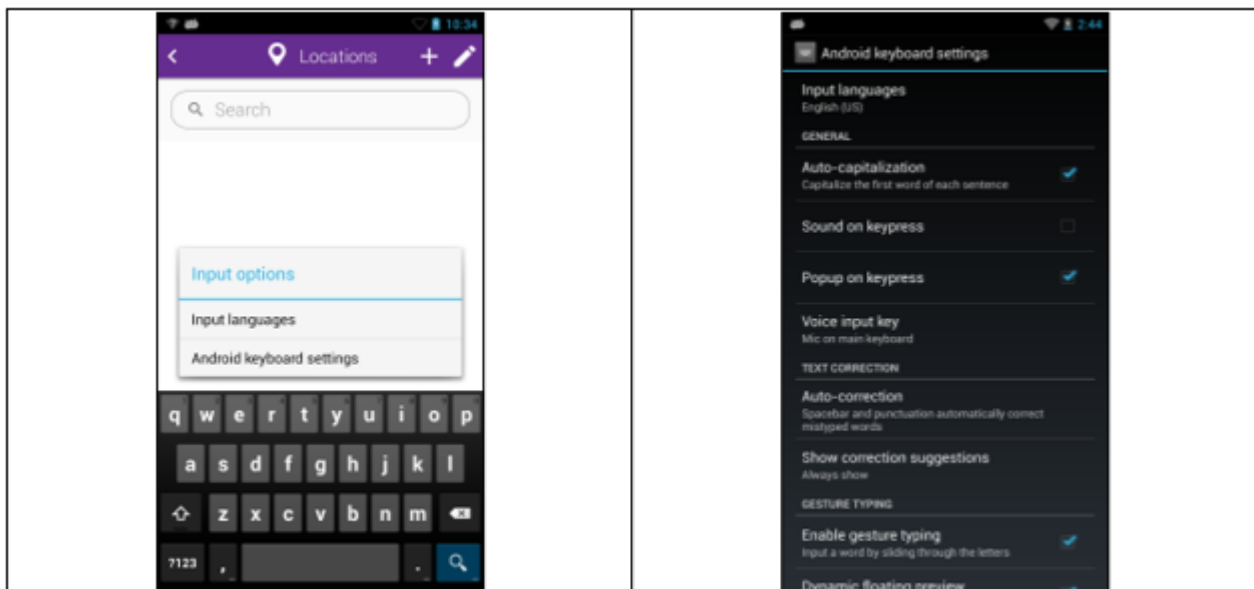 10:34
Locations
Search
Input options
Input languages
Android keyboard settings
q w e r t y u i o p
a s d f g h j k l
z x c v b n m
?123 , .
2:44
Android keyboard settings
Input languages
English (US)
GENERAL
Auto-capitalization
Capitalize the first word of each sentence
Sound on keypress
Popup on keypress
Voice input key
Mic on main keyboard
TEXT CORRECTION
Auto-correction
Spacebar and punctuation automatically correct
mistyped words
Show correction suggestions
Always show
GESTURE TYPING
Enable gesture typing
Input a word by sliding through the letters
Dynamic floating preview